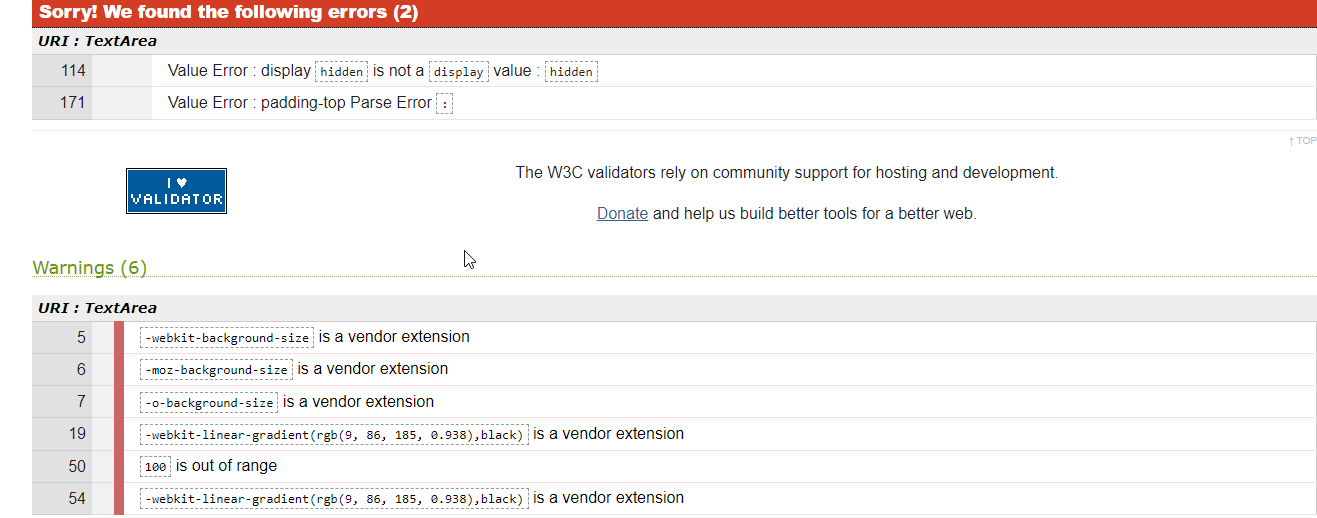 Sorry! We found the following errors (2)
URI : TextArea
114 Value Error : display hidden is not a display value : hidden
171 Value Error : padding-top Parse Error :
↑ TOP
I ♥
VALIDATOR
The W3C validators rely on community support for hosting and development.
Donate and help us build better tools for a better web.
Warnings (6)
URI : TextArea
5 -webkit-background-size is a vendor extension
6 -moz-background-size is a vendor extension
7 -o-background-size is a vendor extension
19 -webkit-linear-gradient(rgb(9, 86, 185, 0.938),black) is a vendor extension
50 100 is out of range
54 -webkit-linear-gradient(rgb(9, 86, 185, 0.938),black) is a vendor extension